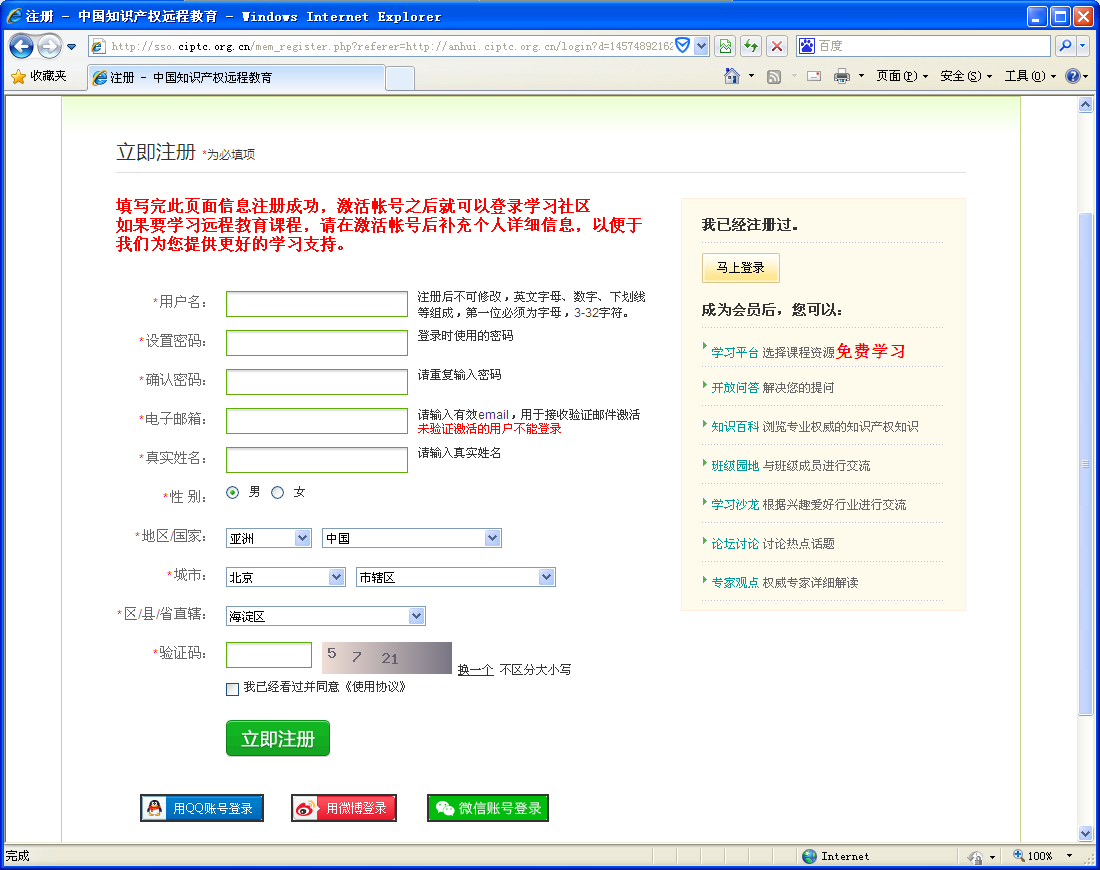 注册 - 中国知识产权远程教育 - Windows Internet Explorer
http://sso.ciptc.org.cn/mem_register.php?referer=http://anhui.ciptc.org.cn/login?d=1457489216
百度
收藏夹
注册 - 中国知识产权远程教育
页面(P)
安全(S)
工具(O)
立即注册 *为必填项
填写完此页面信息注册成功，激活帐号之后就可以登录学习社区
如果要学习远程教育课程，请在激活帐号后补充个人详细信息，以便于
我们为您提供更好的学习支持。
*用户名：
注册后不可修改，英文字母、数字、下划线
等组成，第一位必须为字母，3-32字符。
*设置密码：
登录时使用的密码
*确认密码：
请重复输入密码
*电子邮箱：
请输入有效email，用于接收验证邮件激活
未验证激活的用户不能登录
*真实姓名：
请输入真实姓名
*性 别：
男 女
*地区/国家：
亚洲 中国
*城市：
北京 市辖区
*区/县/省直辖：
海淀区
*验证码：
5 7 21
换一个 不区分大小写
我已经看过并同意《使用协议》
立即注册
用QQ账号登录 用微博登录 微信账号登录
我已经注册过。
马上登录
成为会员后，您可以：
学习平台 选择课程资源免费学习
开放问答 解决您的提问
知识百科 浏览专业权威的知识产权知识
班级园地 与班级成员进行交流
学习沙龙 根据兴趣爱好行业进行交流
论坛讨论 讨论热点话题
专家观点 权威专家详细解读
完成
Internet
100%